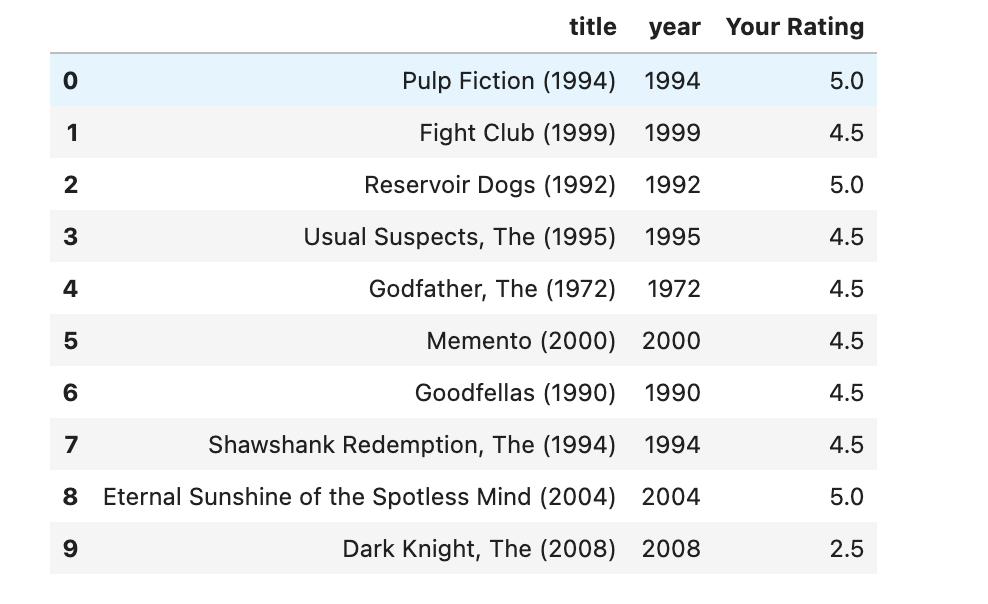 title year Your Rating
0 Pulp Fiction (1994) 1994 5.0
1 Fight Club (1999) 1999 4.5
2 Reservoir Dogs (1992) 1992 5.0
3 Usual Suspects, The (1995) 1995 4.5
4 Godfather, The (1972) 1972 4.5
5 Memento (2000) 2000 4.5
6 Goodfellas (1990) 1990 4.5
7 Shawshank Redemption, The (1994) 1994 4.5
8 Eternal Sunshine of the Spotless Mind (2004) 2004 5.0
9 Dark Knight, The (2008) 2008 2.5